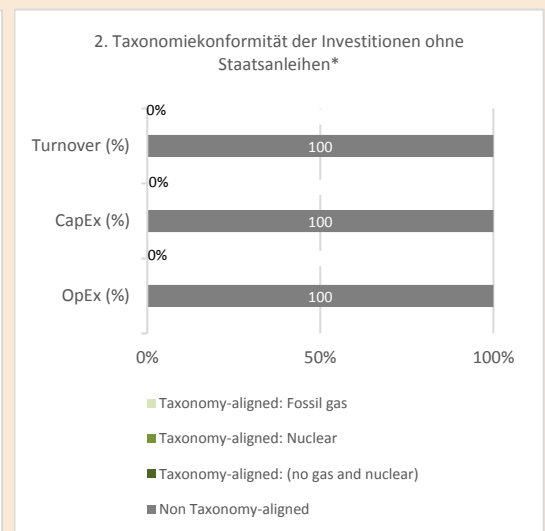 2. Taxonomiekonformität der Investitionen ohne
Staatsanleihen*
0%
Turnover (%)
100
0%
CapEx (%)
100
0%
OpEx (%)
100
0%
50%
100%
Taxonomy-aligned: Fossil gas
Taxonomy-aligned: Nuclear
Taxonomy-aligned: (no gas and nuclear)
Non Taxonomy-aligned